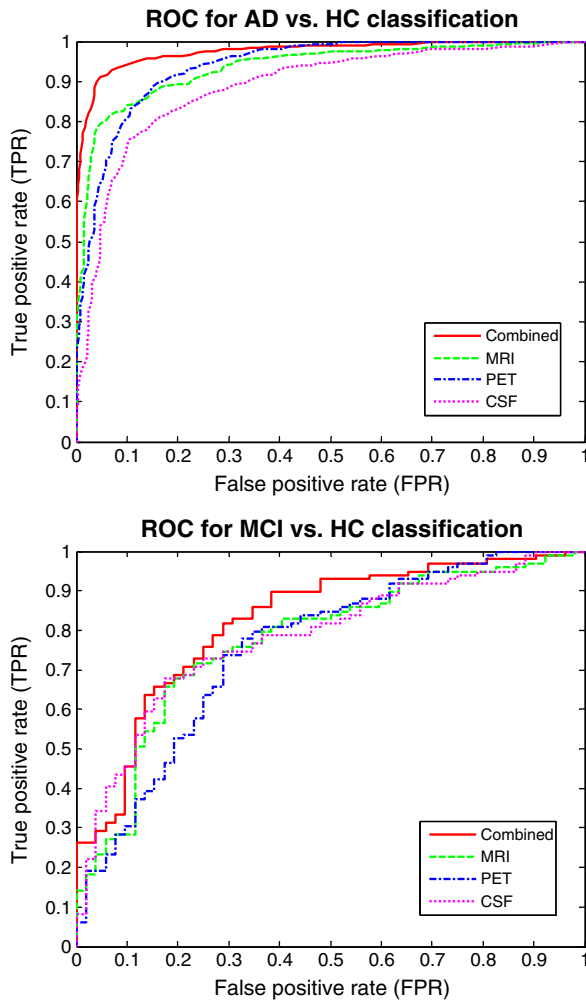 ROC for AD vs. HC classification
1
0.9
0.8
0.7
0.6
0.5
0.4
0.3
0.2
0.1
0
True positive rate (TPR)
Combined
MRI
PET
CSF
0 0.1 0.2 0.3 0.4 0.5 0.6 0.7 0.8 0.9 1
False positive rate (FPR)
ROC for MCI vs. HC classification
1
0.9
0.8
0.7
0.6
0.5
0.4
0.3
0.2
0.1
0
True positive rate (TPR)
Combined
MRI
PET
CSF
0 0.1 0.2 0.3 0.4 0.5 0.6 0.7 0.8 0.9 1
False positive rate (FPR)